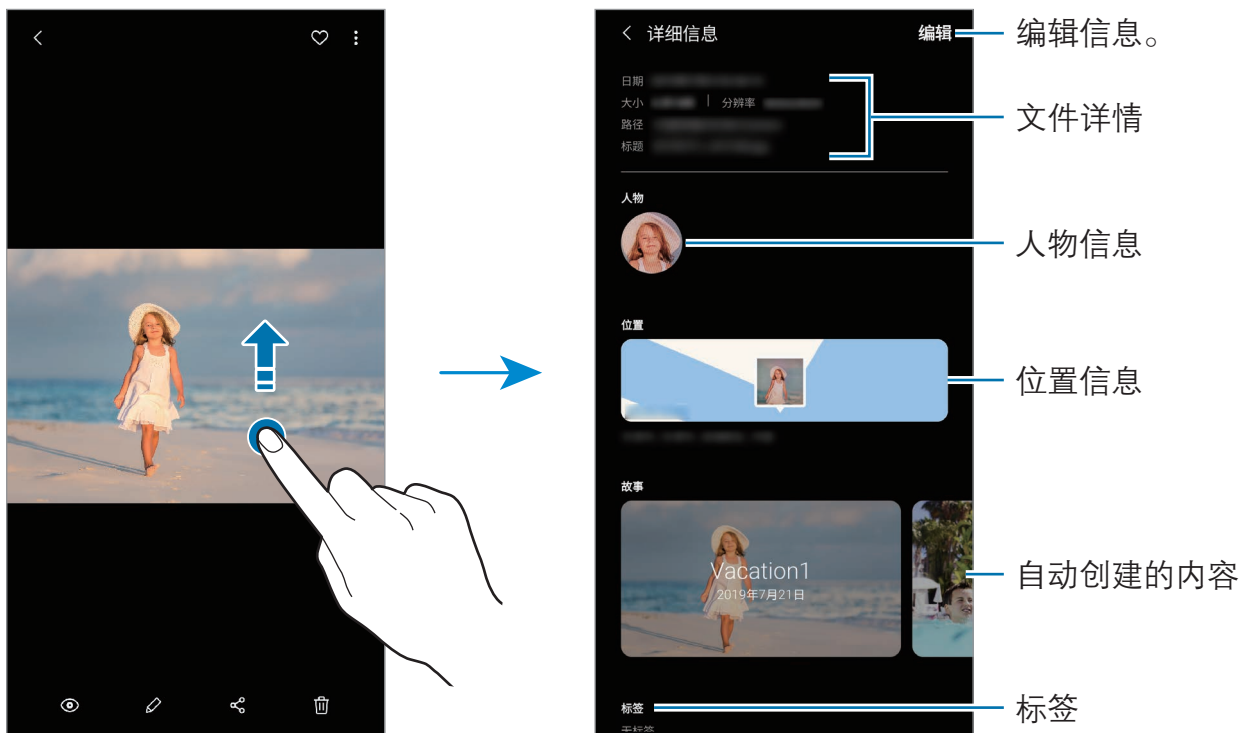 详细信息
编辑
编辑信息。
日期
大小 分辨率
路径
标题
文件详情
人物
人物信息
位置
位置信息
故事
Vacation1
2019年7月21日
自动创建的内容
标签
标签
无标签